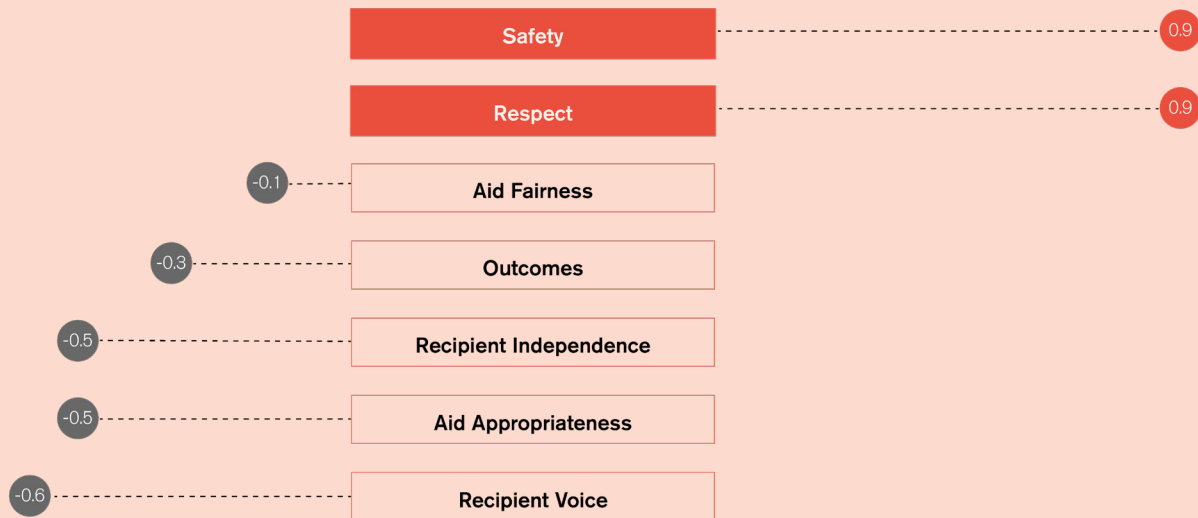 Safety 0.9
Respect 0.9
-0.1 Aid Fairness
-0.3 Outcomes
-0.5 Recipient Independence
-0.5 Aid Appropriateness
-0.6 Recipient Voice